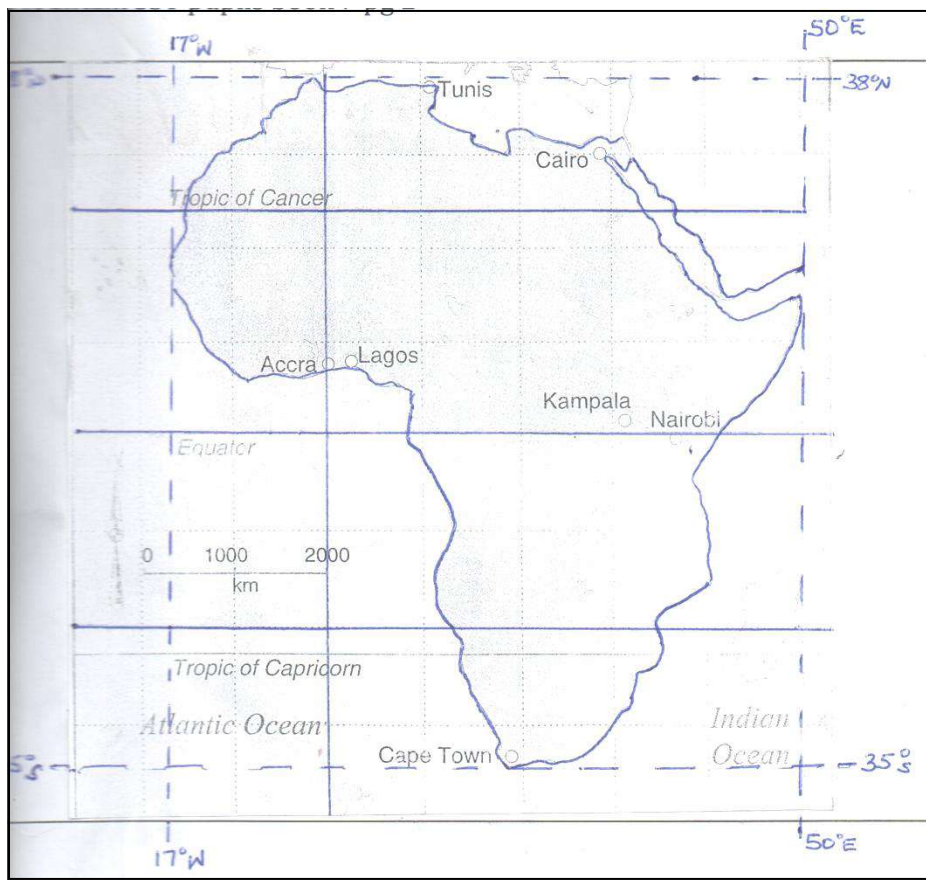 17°W
50°E
38°N
Tunis
Cairo
Tropic of Cancer
Accra
Lagos
Kampala
Nairobi
Equator
0 1000 2000
km
Tropic of Capricorn
Atlantic Ocean
Indian
Ocean
Cape Town
5°S
35°S
17°W
50°E